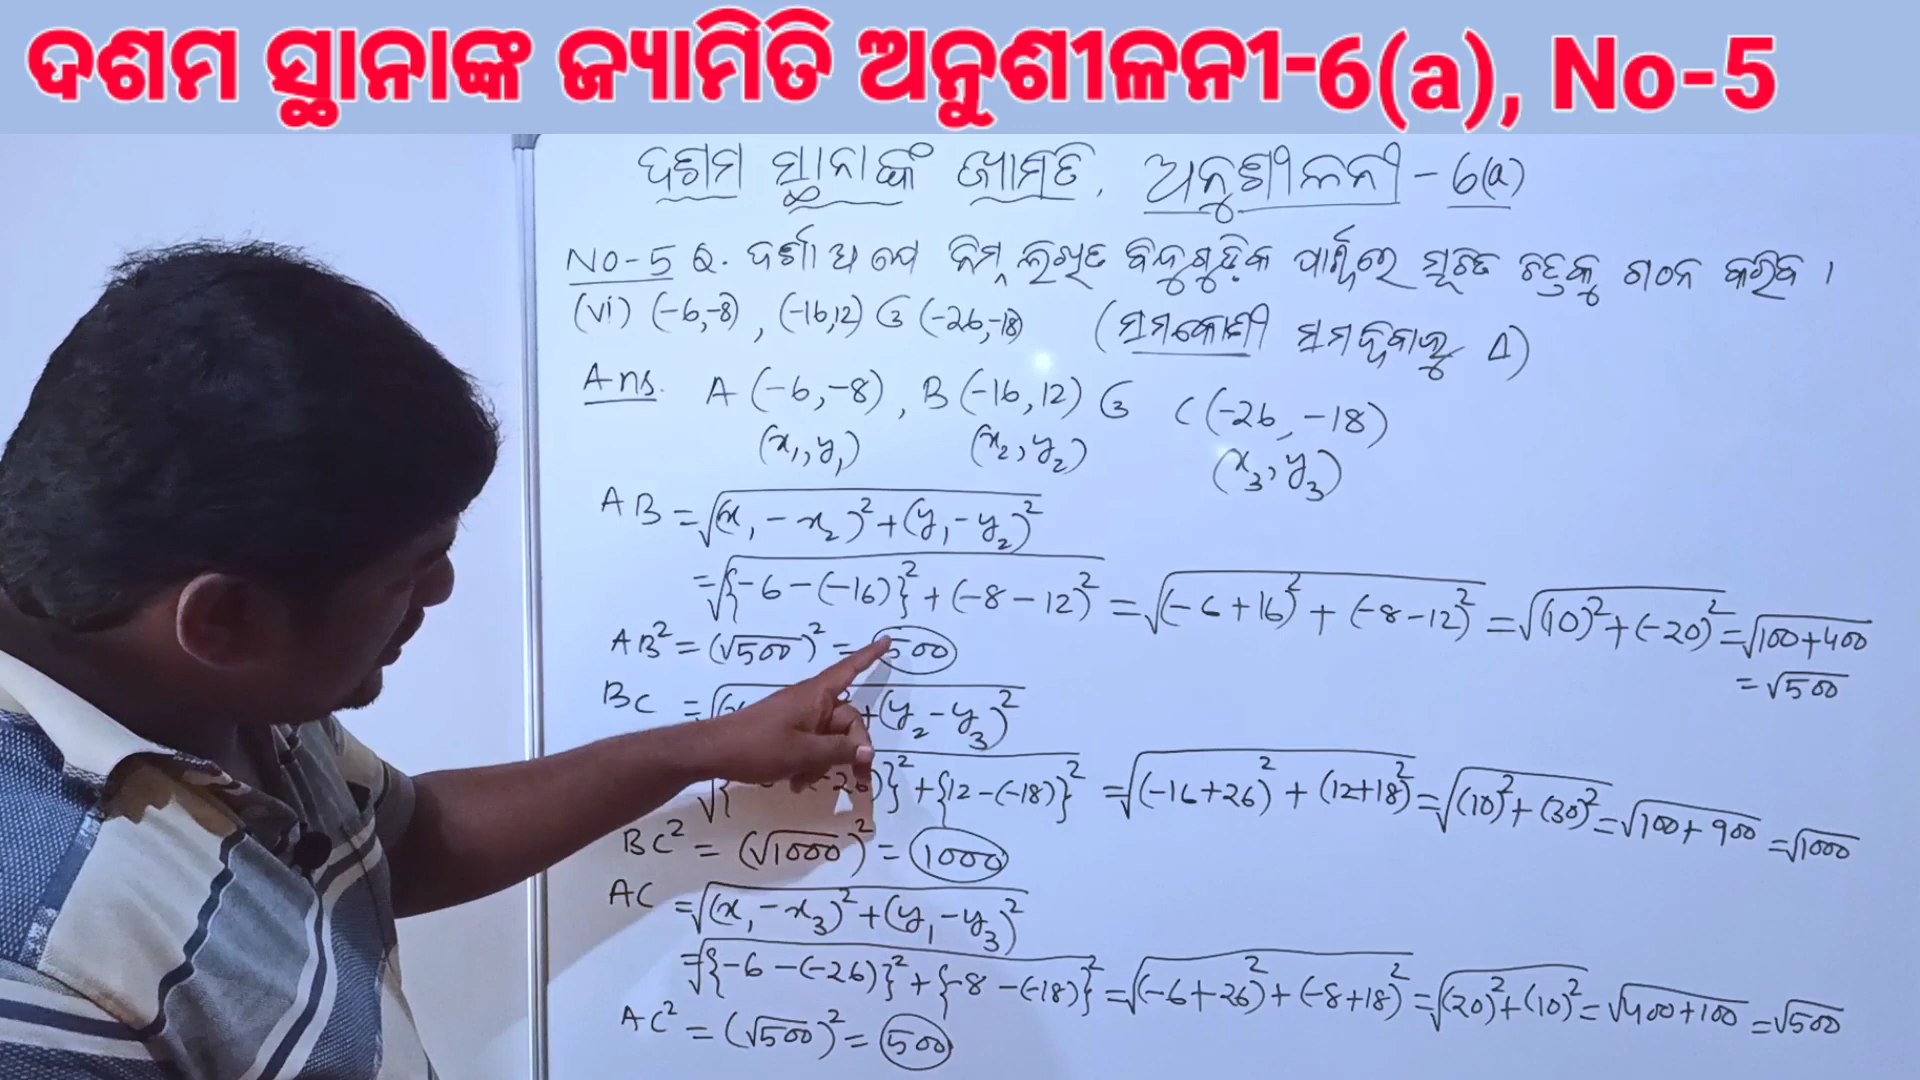 ଦଶମ ସ୍ଥାନାଙ୍କ ଜ୍ୟାମିତି ଅନୁଶୀଳନୀ-6(a), No-5
ଦଶମ ସ୍ଥାନାଙ୍କ ଜ୍ୟାମିତି, ଅନୁଶୀଳନୀ - 6(a)
NO-5 Q. ଦର୍ଶାଅ ଯେ ନିମ୍ନ ଲିଖିତ ବିନ୍ଦୁଗୁଡ଼ିକ ପାର୍ଶ୍ୱରେ ସୂଚିତ ଚିତ୍ରକୁ ଗଠନ କରିବ ।
(vi) (-6,-8), (-16,12) ଓ (-26,-18) (ସମକୋଣୀ ସମଦ୍ୱିବାହୁ Δ)
Ans. A (-6,-8), B (-16,12) ଓ C (-26,-18)
(x₁,y₁) (x₂,y₂) (x₃,y₃)
AB = √(x₁-x₂)²+(y₁-y₂)²
=√{-6-(-16)}²+(-8-12)² = √(-6+16)²+(-8-12)² = √(10)²+(-20)² = √100+400
AB² = (√500)² = 500 = √500
BC = +(y₂-y₃)²
}²+{12-(-18)}² = √(-16+26)²+(12+18)² = √(10)²+(30)² = √100+900 = √1000
BC² = (√1000)² = 1000
AC = √(x₁-x₃)²+(y₁-y₃)²
=√{-6-(-26)}²+{-8-(-18)}² = √(-6+26)²+(-8+18)² = √(20)²+(10)² = √400+100 = √500
AC² = (√500)² = 500